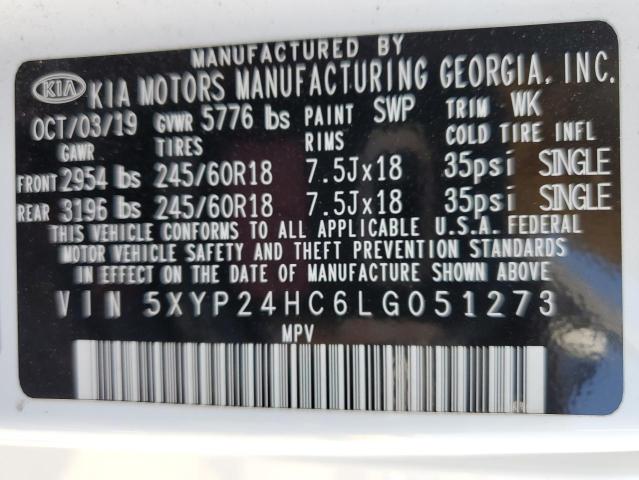 MANUFACTURED BY
KIA KIA MOTORS MANUFACTURING GEORGIA, INC.
OCT/03/19 GVWR 5776 lbs PAINT SWP TRIM WK
GAWR TIRES RIMS COLD TIRE INFL
FRONT 2954 lbs 245/60R18 7.5Jx18 35psi SINGLE
REAR 3196 lbs 245/60R18 7.5Jx18 35psi SINGLE
THIS VEHICLE CONFORMS TO ALL APPLICABLE U.S.A. FEDERAL
MOTOR VEHICLE SAFETY AND THEFT PREVENTION STANDARDS
IN EFFECT ON THE DATE OF MANUFACTURE SHOWN ABOVE
VIN 5XYP24HC6LG051273
MPV